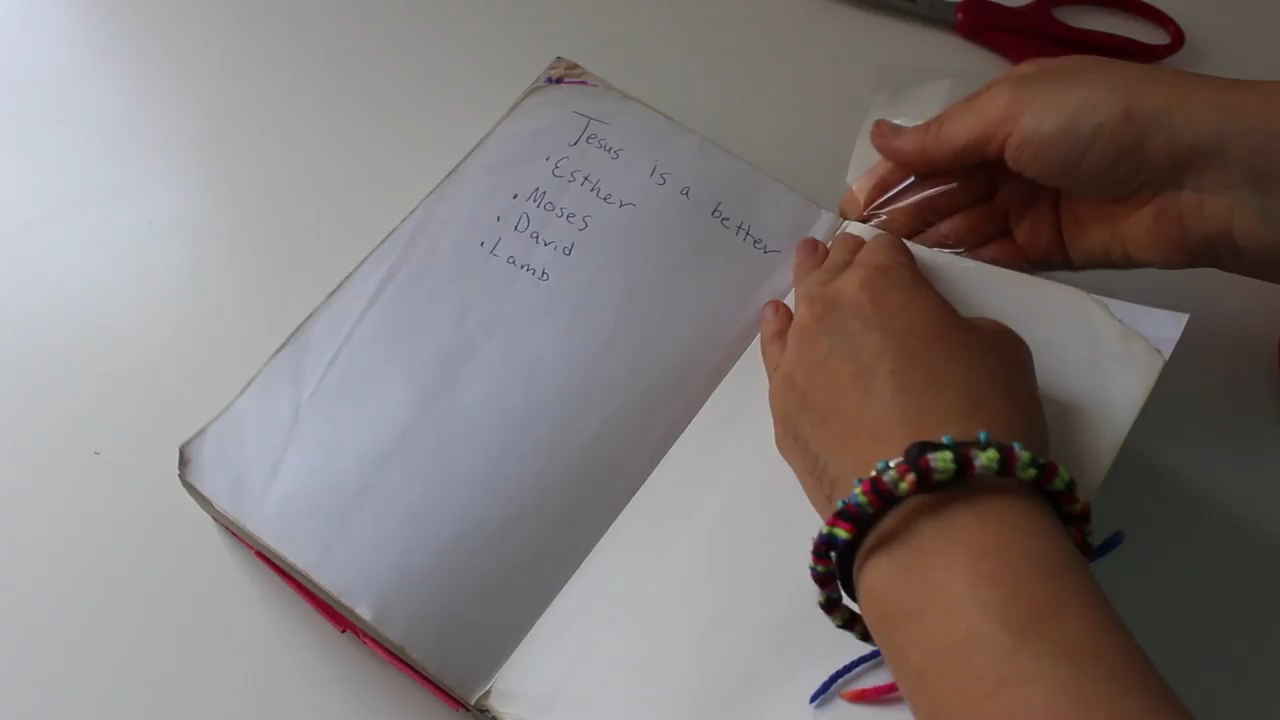 Jesus is a better
· Esther
· Moses
· David
· Lamb